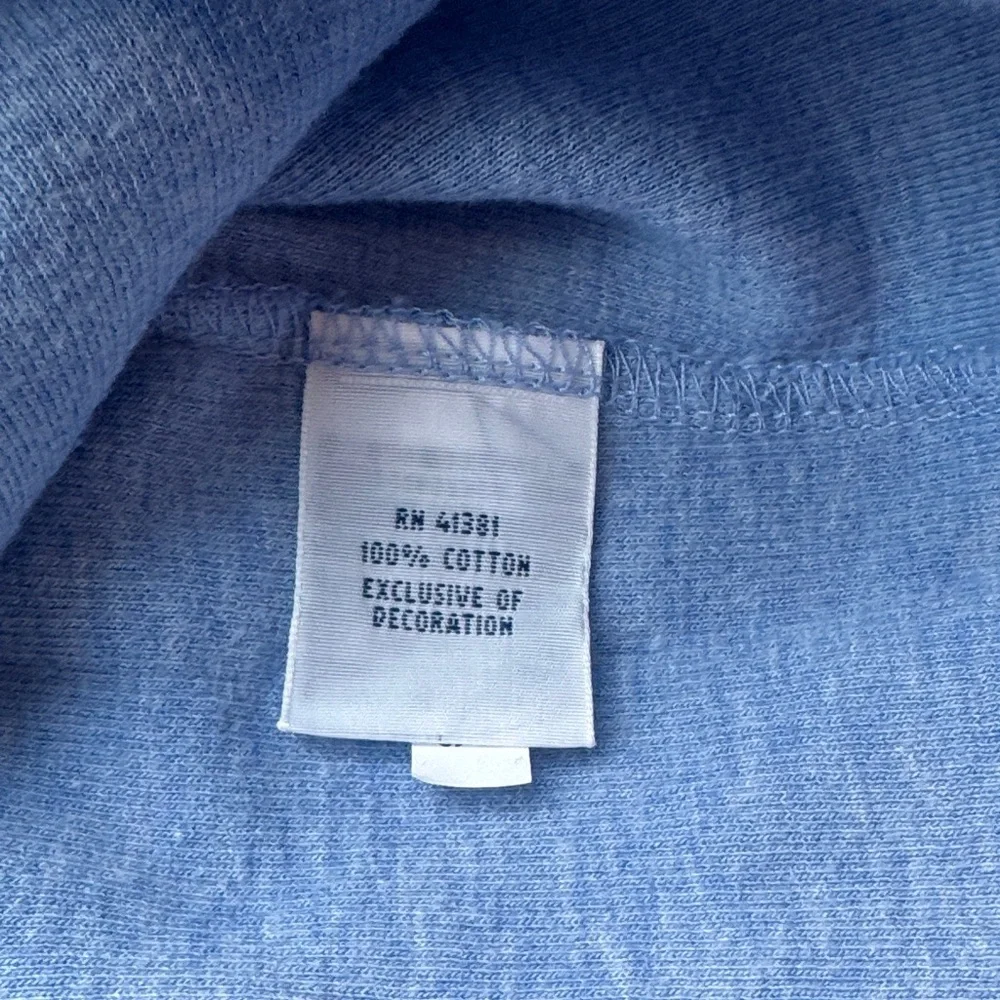 RN 41381
100% COTTON
EXCLUSIVE OF
DECORATION